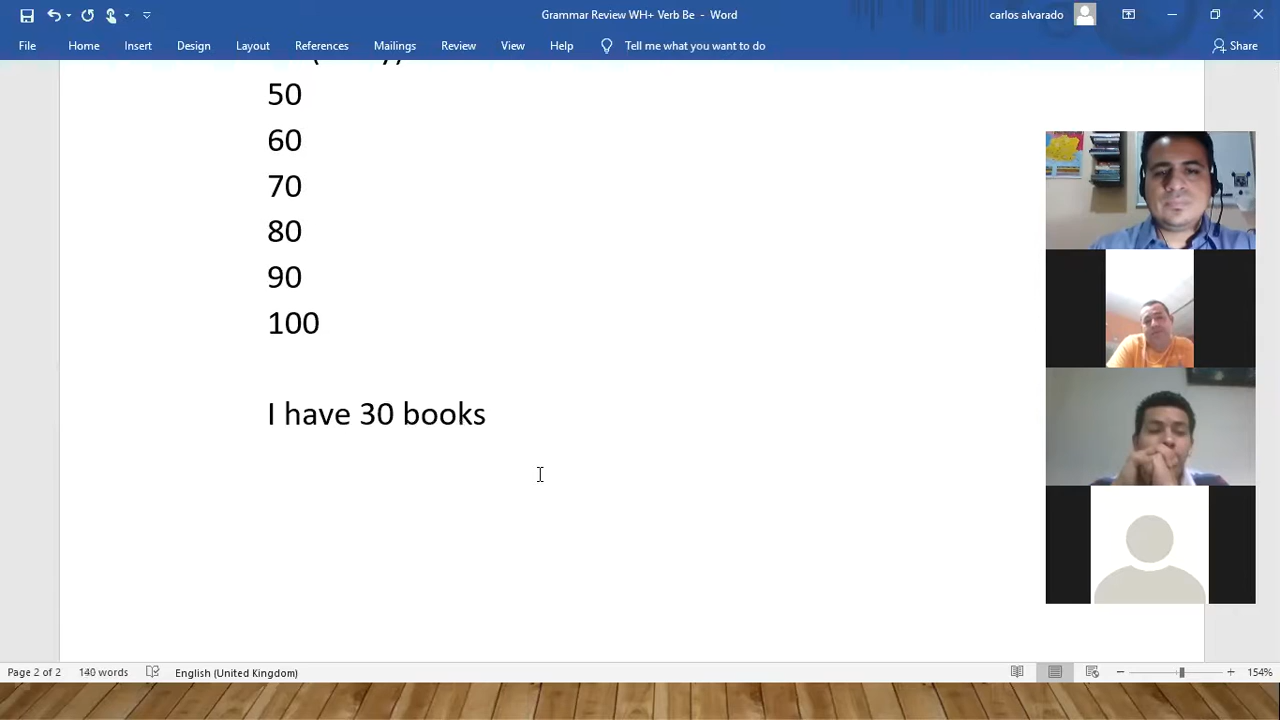 Grammar Review WH+ Verb Be - Word
carlos alvarado
File Home Insert Design Layout References Mailings Review View Help Tell me what you want to do Share
50
60
70
80
90
100
I have 30 books
Page 2 of 2 140 words English (United Kingdom) 154%